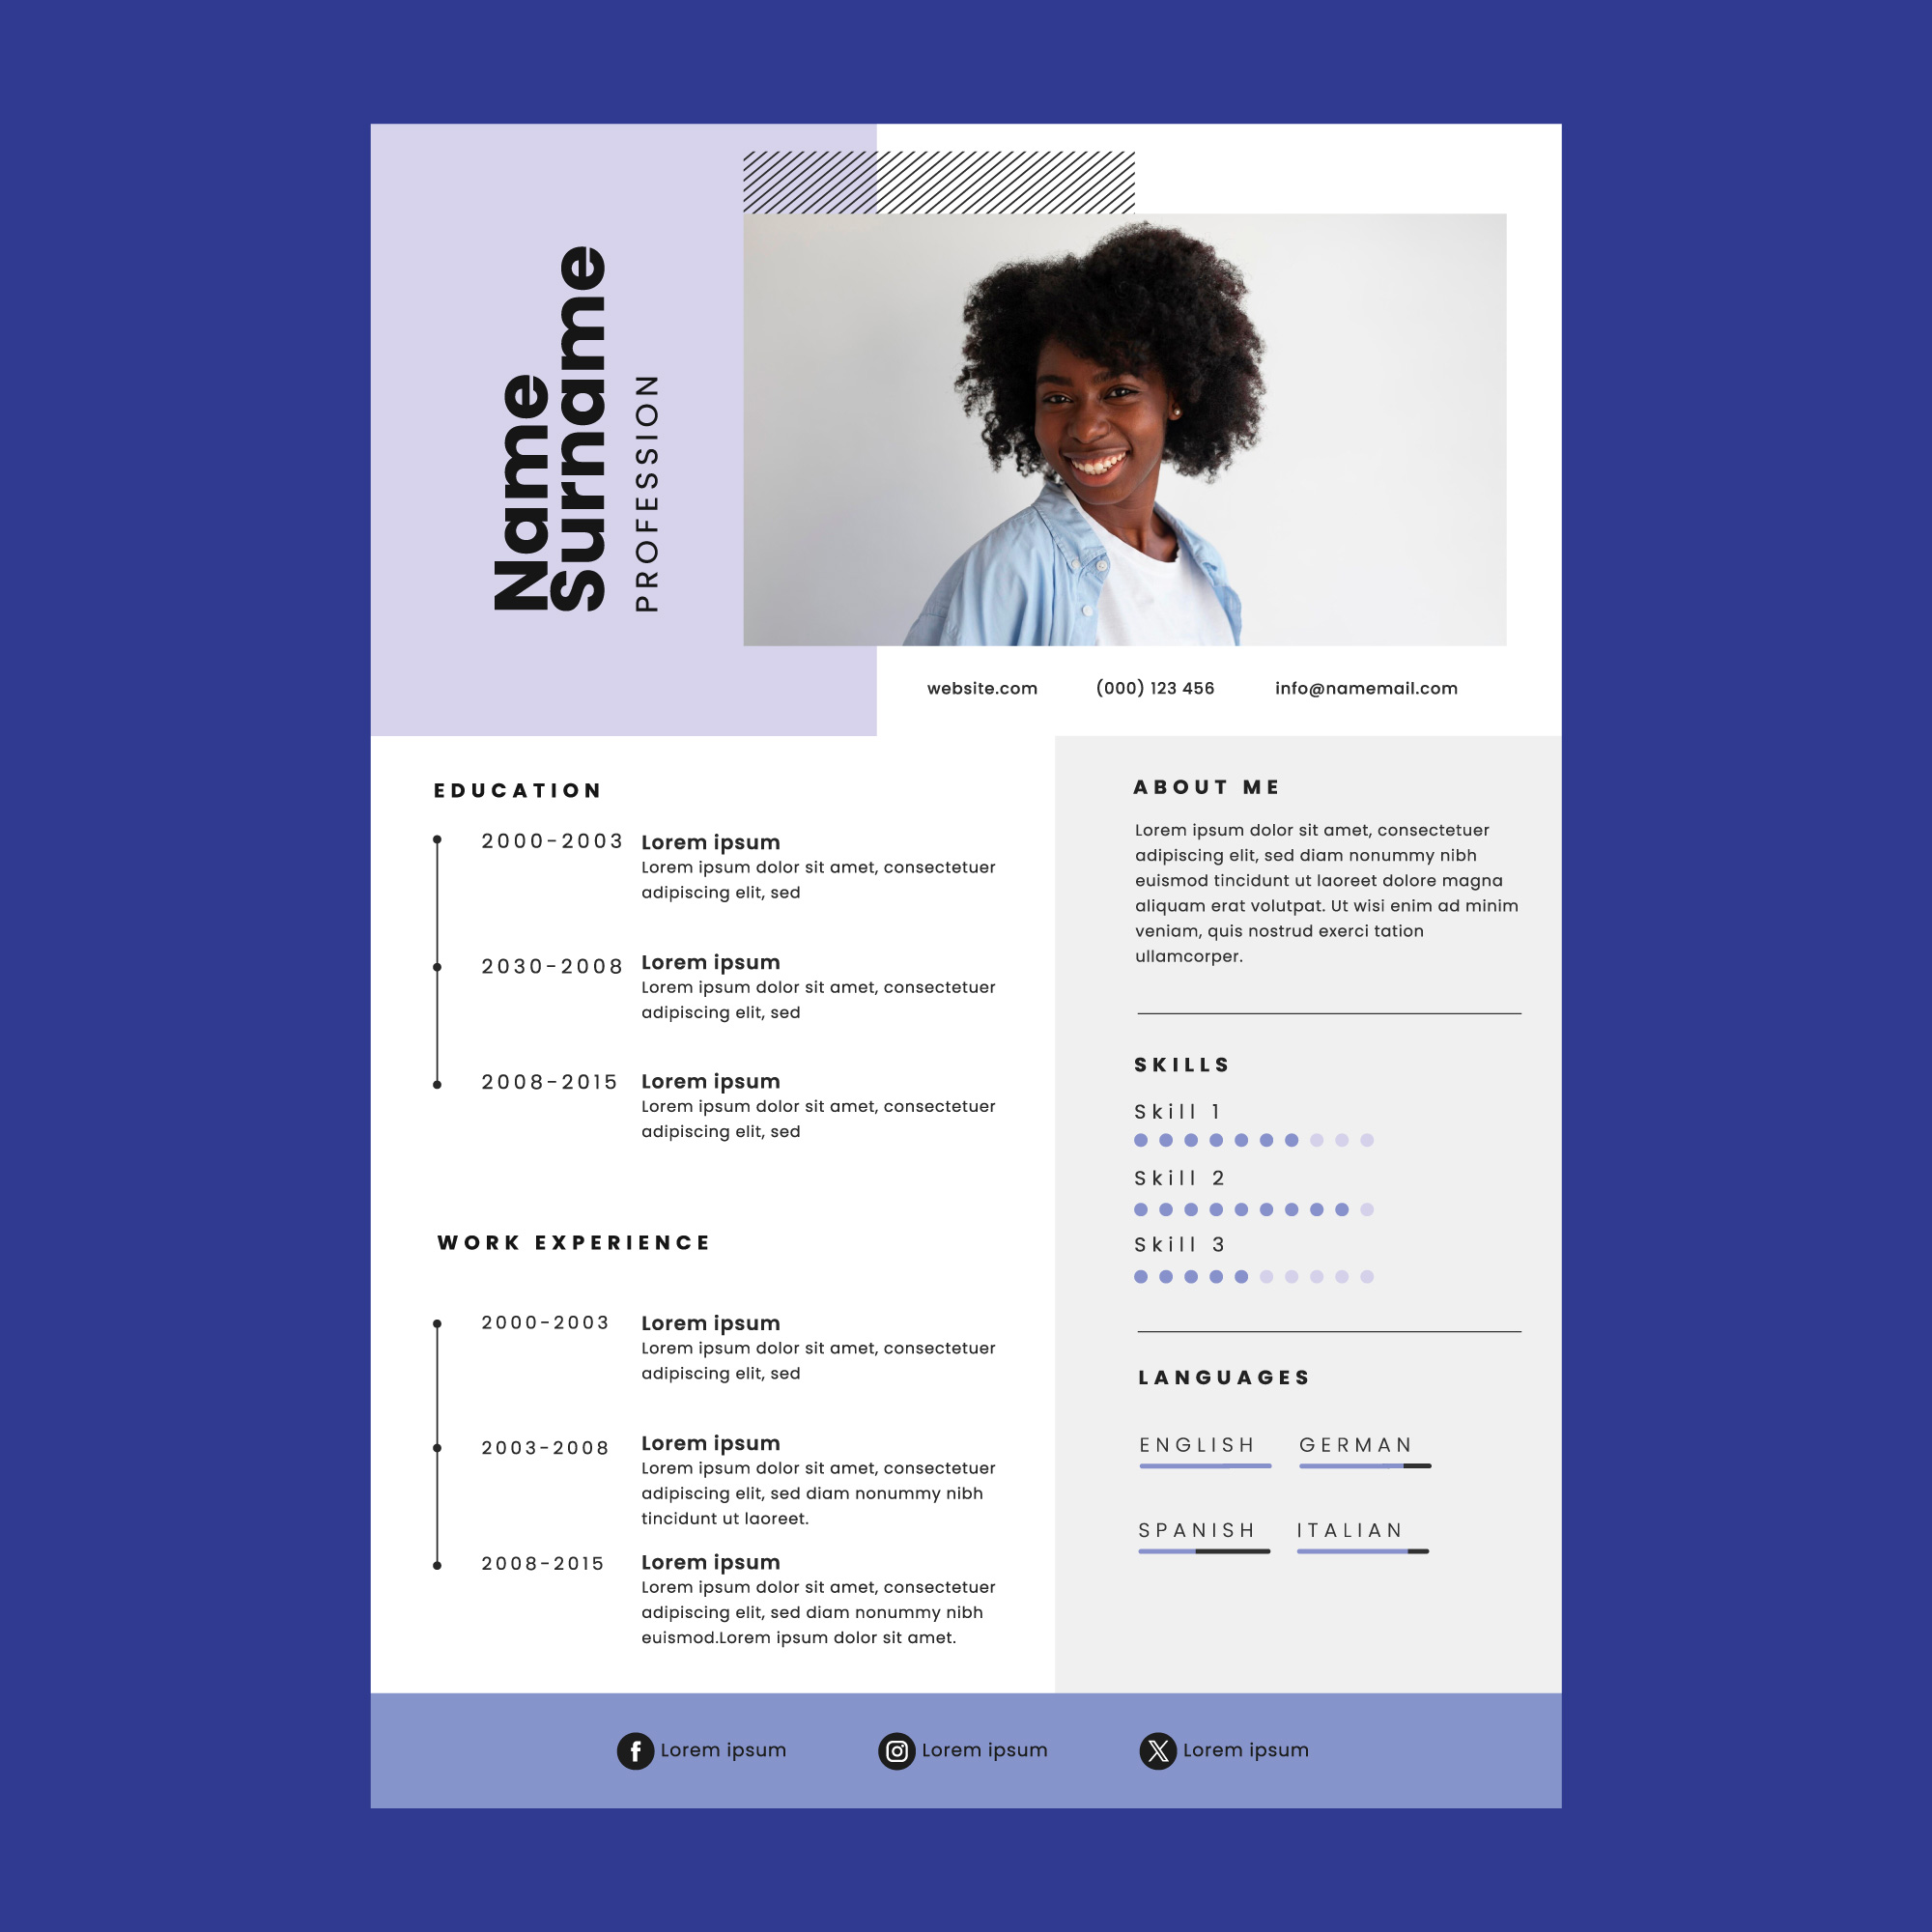 Name
Surname
PROFESSION
website.com (000) 123 456 info@namemail.com
EDUCATION
2000-2003 Lorem ipsum
Lorem ipsum dolor sit amet, consectetuer
adipiscing elit, sed
2030-2008 Lorem ipsum
Lorem ipsum dolor sit amet, consectetuer
adipiscing elit, sed
2008-2015 Lorem ipsum
Lorem ipsum dolor sit amet, consectetuer
adipiscing elit, sed
WORK EXPERIENCE
2000-2003 Lorem ipsum
Lorem ipsum dolor sit amet, consectetuer
adipiscing elit, sed
2003-2008 Lorem ipsum
Lorem ipsum dolor sit amet, consectetuer
adipiscing elit, sed diam nonummy nibh
tincidunt ut laoreet.
2008-2015 Lorem ipsum
Lorem ipsum dolor sit amet, consectetuer
adipiscing elit, sed diam nonummy nibh
euismod.Lorem ipsum dolor sit amet.
ABOUT ME
Lorem ipsum dolor sit amet, consectetuer
adipiscing elit, sed diam nonummy nibh
euismod tincidunt ut laoreet dolore magna
aliquam erat volutpat. Ut wisi enim ad minim
veniam, quis nostrud exerci tation
ullamcorper.
SKILLS
Skill 1
Skill 2
Skill 3
LANGUAGES
ENGLISH GERMAN
SPANISH ITALIAN
Lorem ipsum Lorem ipsum Lorem ipsum